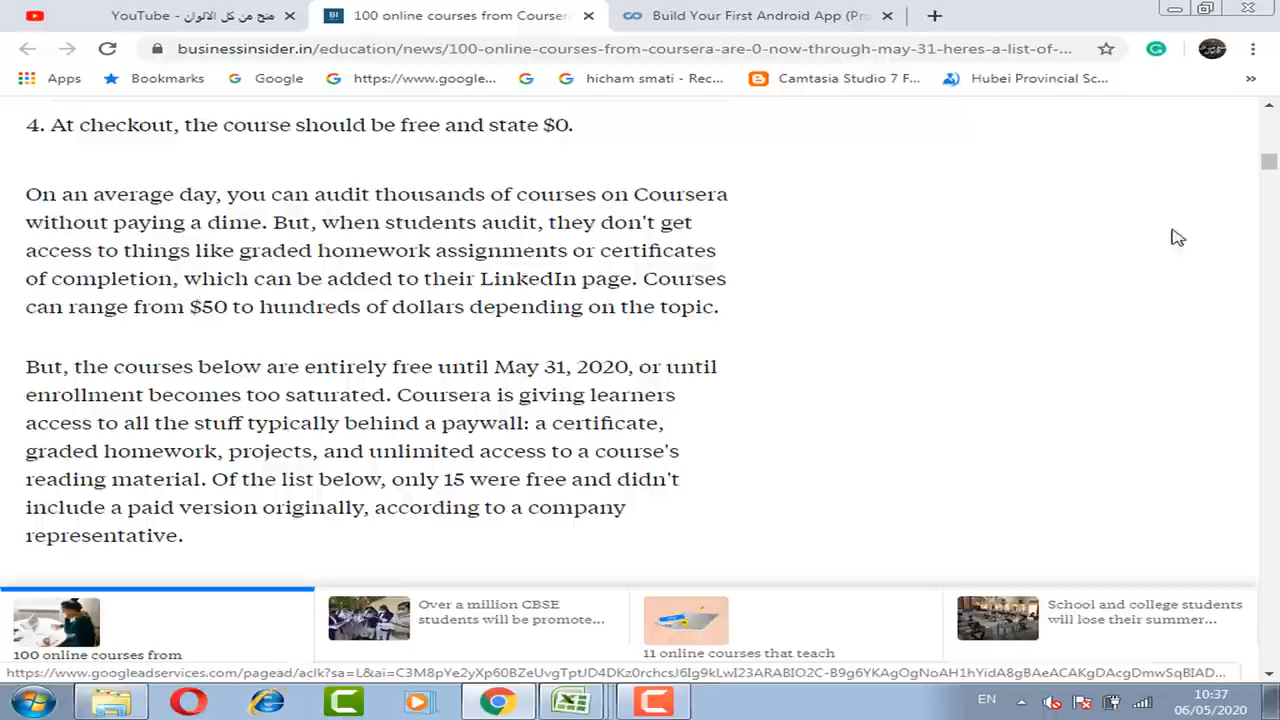 YouTube - منح من كل الالوان
100 online courses from Courser
Build Your First Android App (Pro
businessinsider.in/education/news/100-online-courses-from-coursera-are-0-now-through-may-31-heres-a-list-of-...
Apps Bookmarks Google https://www.google... hicham smati - Rec... Camtasia Studio 7 F... Hubei Provincial Sc... »
4. At checkout, the course should be free and state $0.
On an average day, you can audit thousands of courses on Coursera
without paying a dime. But, when students audit, they don't get
access to things like graded homework assignments or certificates
of completion, which can be added to their LinkedIn page. Courses
can range from $50 to hundreds of dollars depending on the topic.
But, the courses below are entirely free until May 31, 2020, or until
enrollment becomes too saturated. Coursera is giving learners
access to all the stuff typically behind a paywall: a certificate,
graded homework, projects, and unlimited access to a course's
reading material. Of the list below, only 15 were free and didn't
include a paid version originally, according to a company
representative.
100 online courses from
Over a million CBSE
students will be promote...
11 online courses that teach
School and college students
will lose their summer...
EN
10:37
06/05/2020